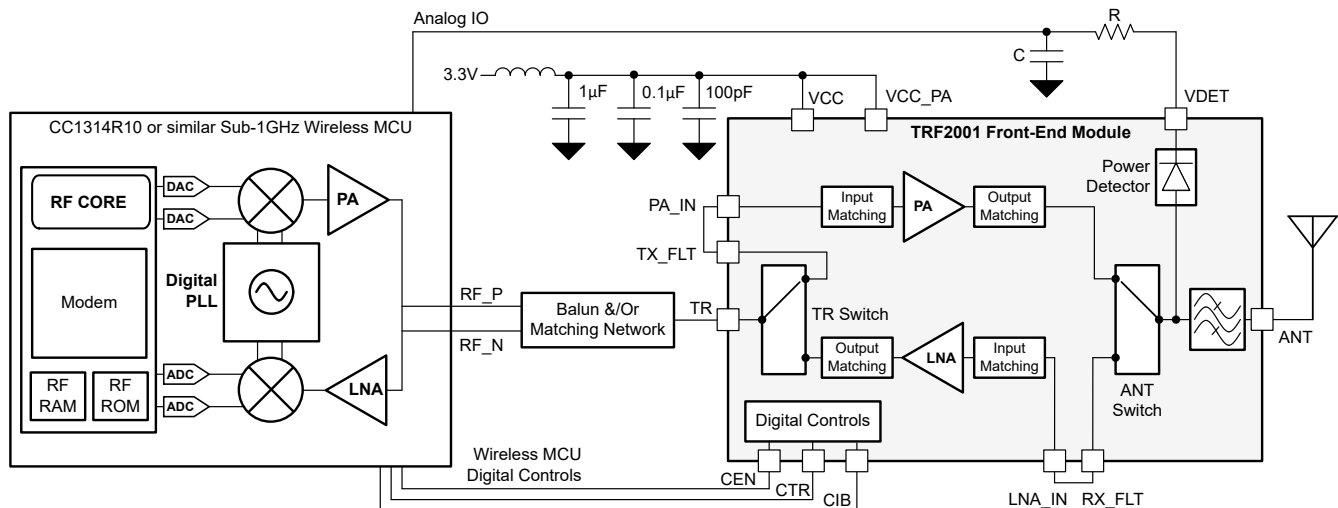 Analog IO
R
C
3.3V
1µF
0.1µF
100pF
VCC
VCC_PA
VDET
CC1314R10 or similar Sub-1GHz Wireless MCU
TRF2001 Front-End Module
RF CORE
DAC
DAC
PA
Modem
Digital
PLL
RF
RAM
RF
ROM
ADC
ADC
LNA
RF_P
RF_N
Balun &/Or
Matching Network
TR
PA_IN
TX_FLT
Input
Matching
PA
Output
Matching
Power
Detector
TR Switch
Output
Matching
LNA
Input
Matching
ANT
Switch
ANT
Digital Controls
Wireless MCU
Digital Controls
CEN
CTR
CIB
LNA_IN
RX_FLT